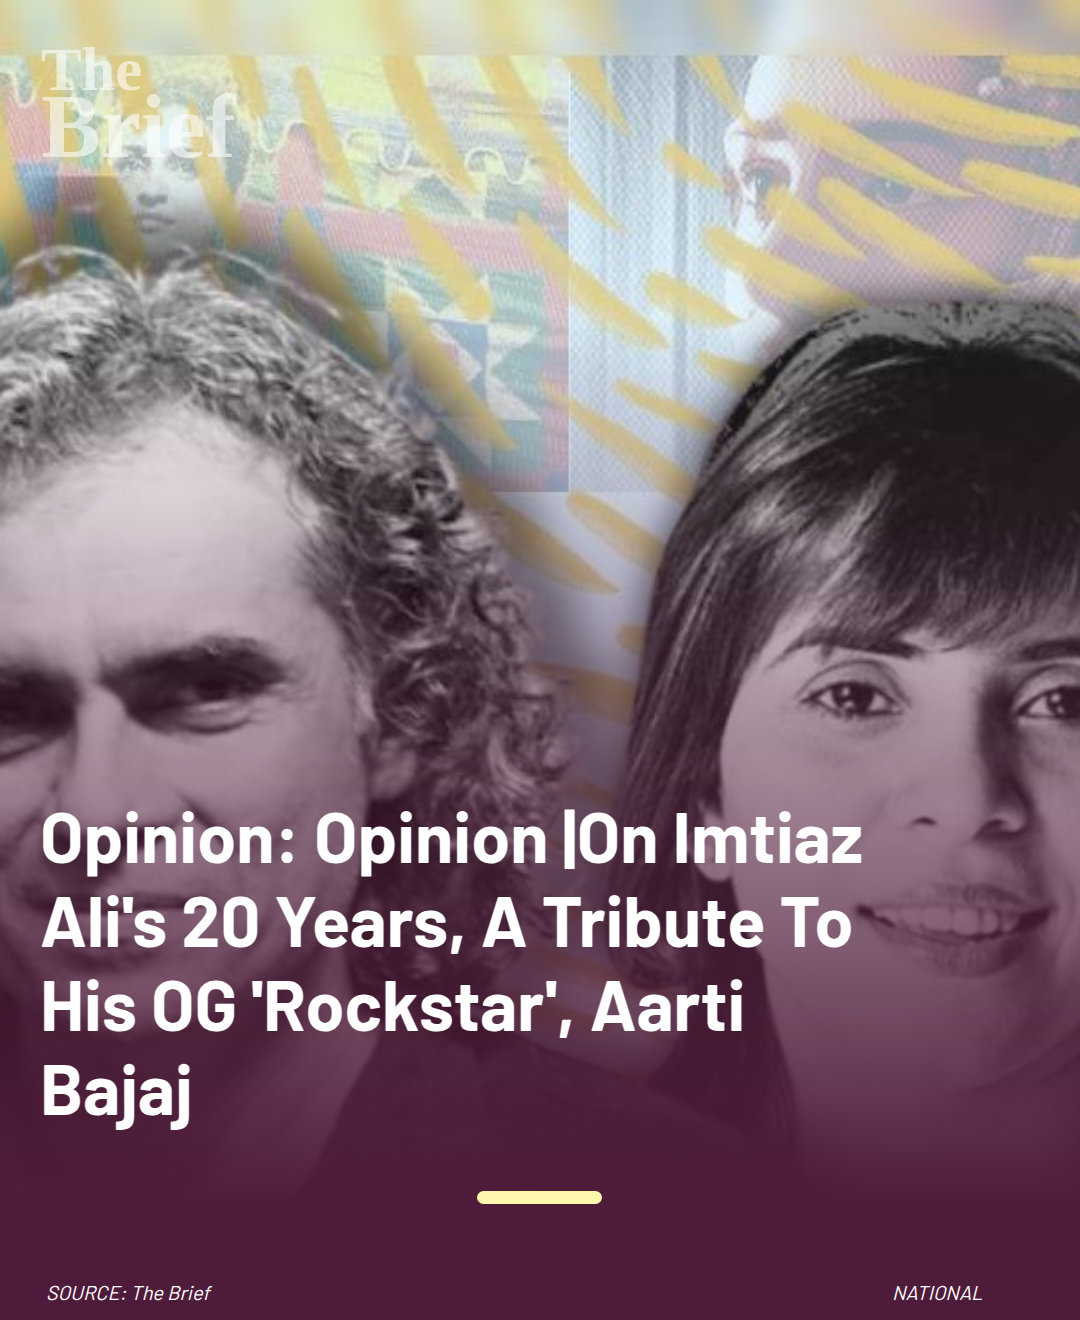 The
Brief
Opinion: Opinion |On Imtiaz
Ali's 20 Years, A Tribute To
His OG 'Rockstar', Aarti
Bajaj
SOURCE: The Brief
NATIONAL